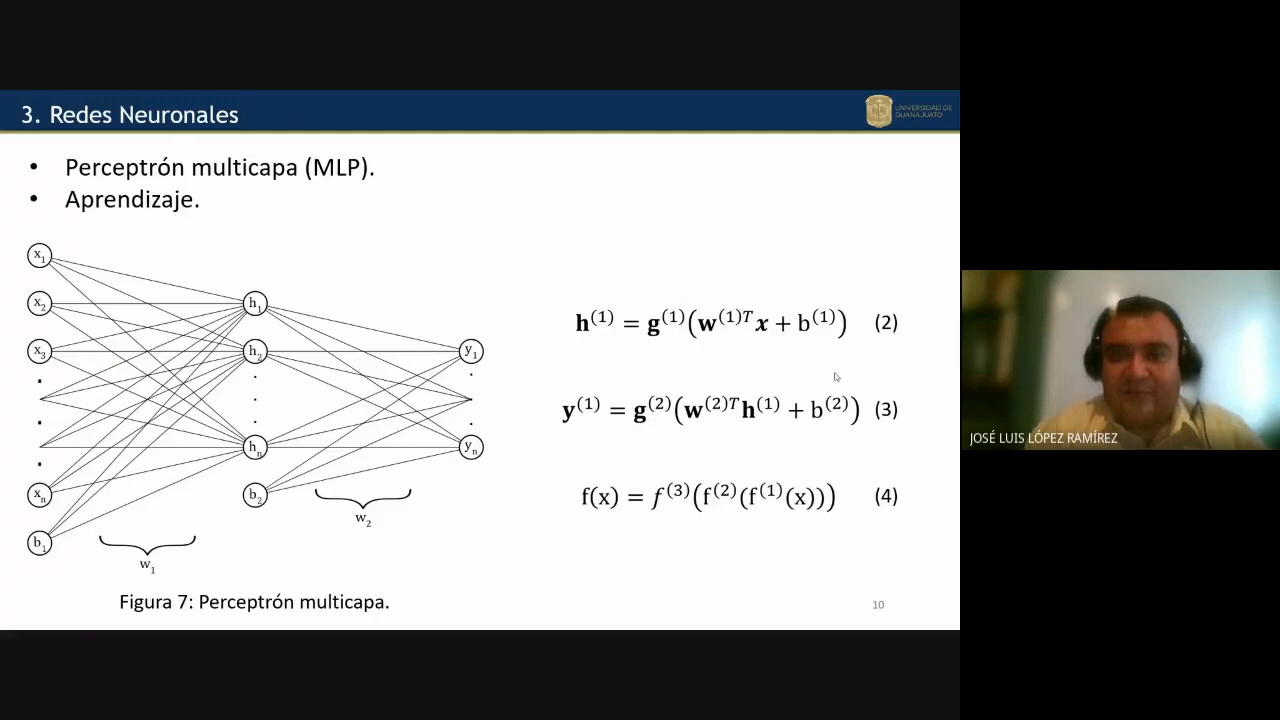 3. Redes Neuronales
UNIVERSIDAD DE
GUANAJUATO
• Perceptrón multicapa (MLP).
• Aprendizaje.
x₁
x₂
x₃
xₙ
b₁
h₁
h₂
hₙ
b₂
y₁
yₙ
w₁
w₂
Figura 7: Perceptrón multicapa.
h⁽¹⁾ = g⁽¹⁾(w⁽¹⁾ᵀx + b⁽¹⁾) (2)
y⁽¹⁾ = g⁽²⁾(w⁽²⁾ᵀh⁽¹⁾ + b⁽²⁾) (3)
f(x) = f⁽³⁾(f⁽²⁾(f⁽¹⁾(x))) (4)
10
JOSÉ LUIS LÓPEZ RAMÍREZ